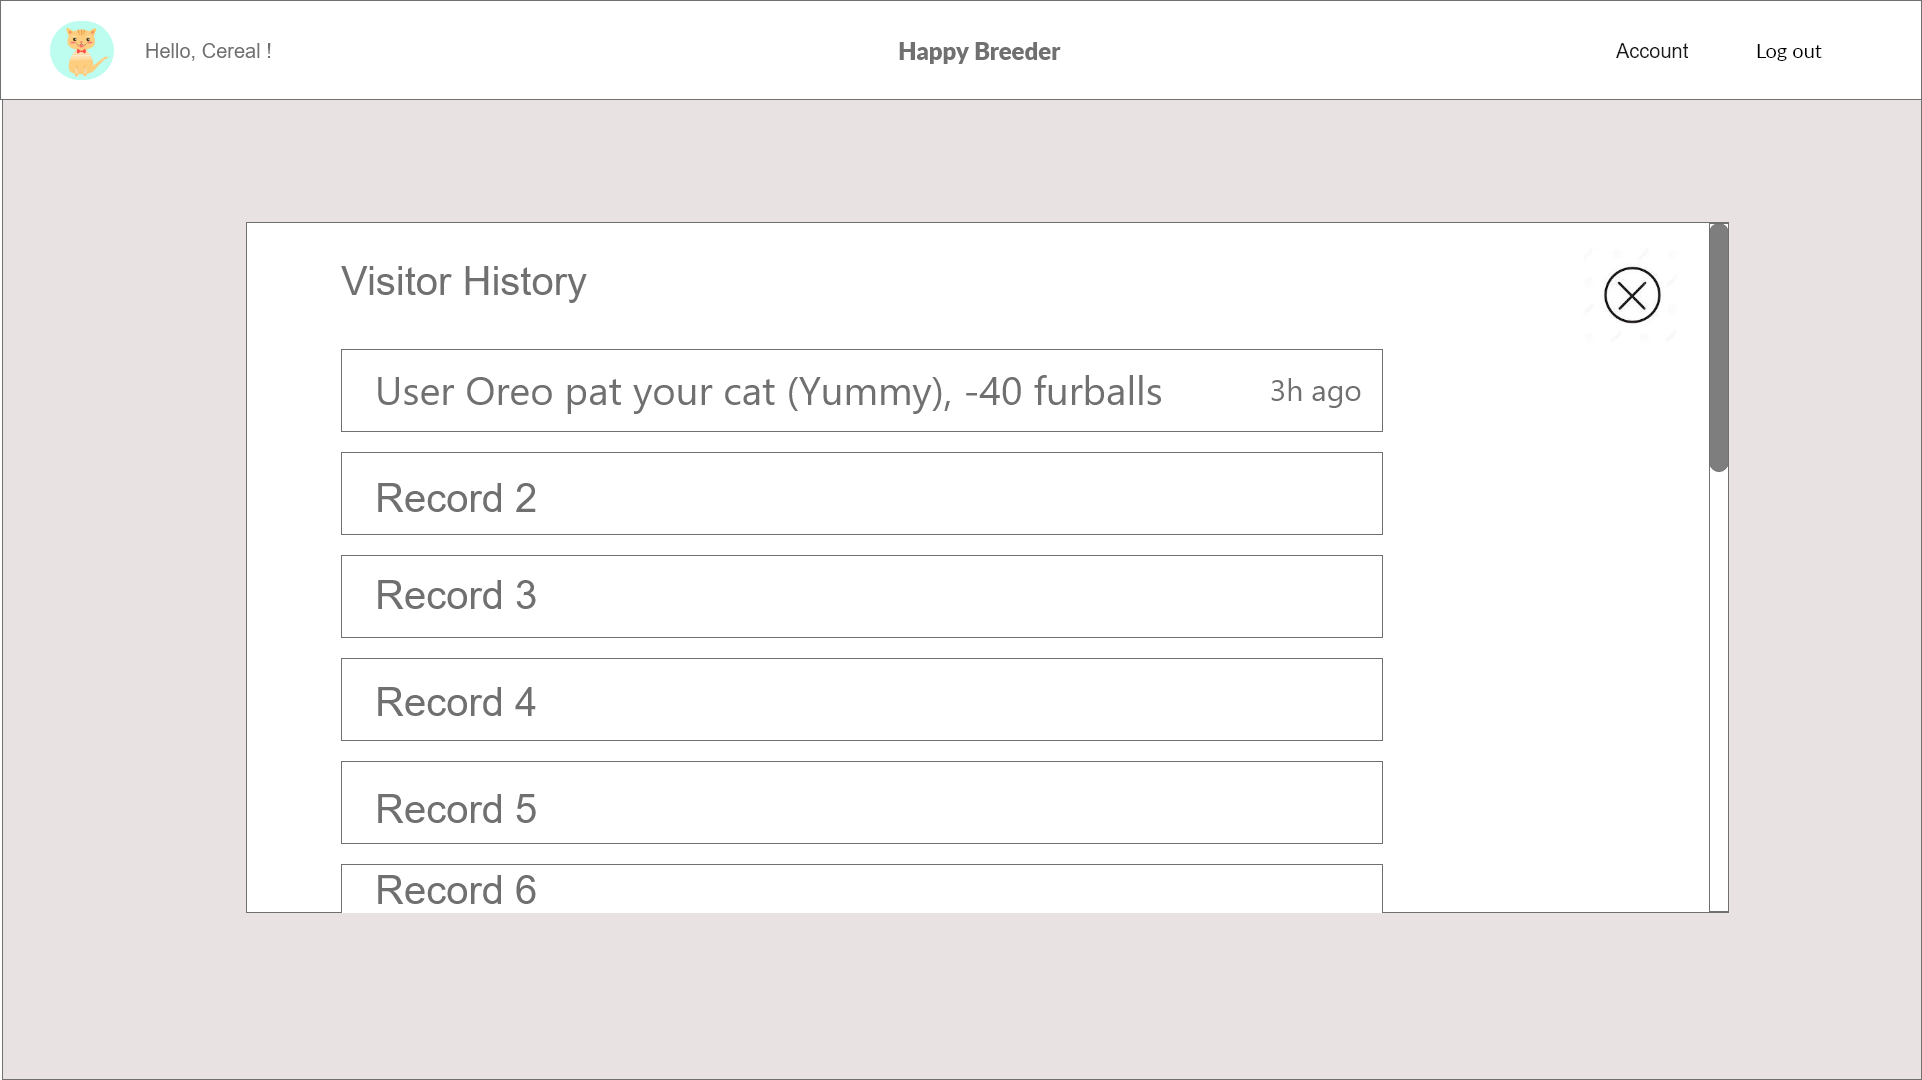 Hello, Cereal !
Happy Breeder
Account
Log out
Visitor History
User Oreo pat your cat (Yummy), -40 furballs
3h ago
Record 2
Record 3
Record 4
Record 5
Record 6